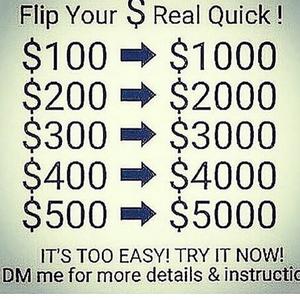 Flip Your $ Real Quick !
$100 ➡ $1000
$200 ➡ $2000
$300 ➡ $3000
$400 ➡ $4000
$500 ➡ $5000
IT'S TOO EASY! TRY IT NOW!
DM me for more details &